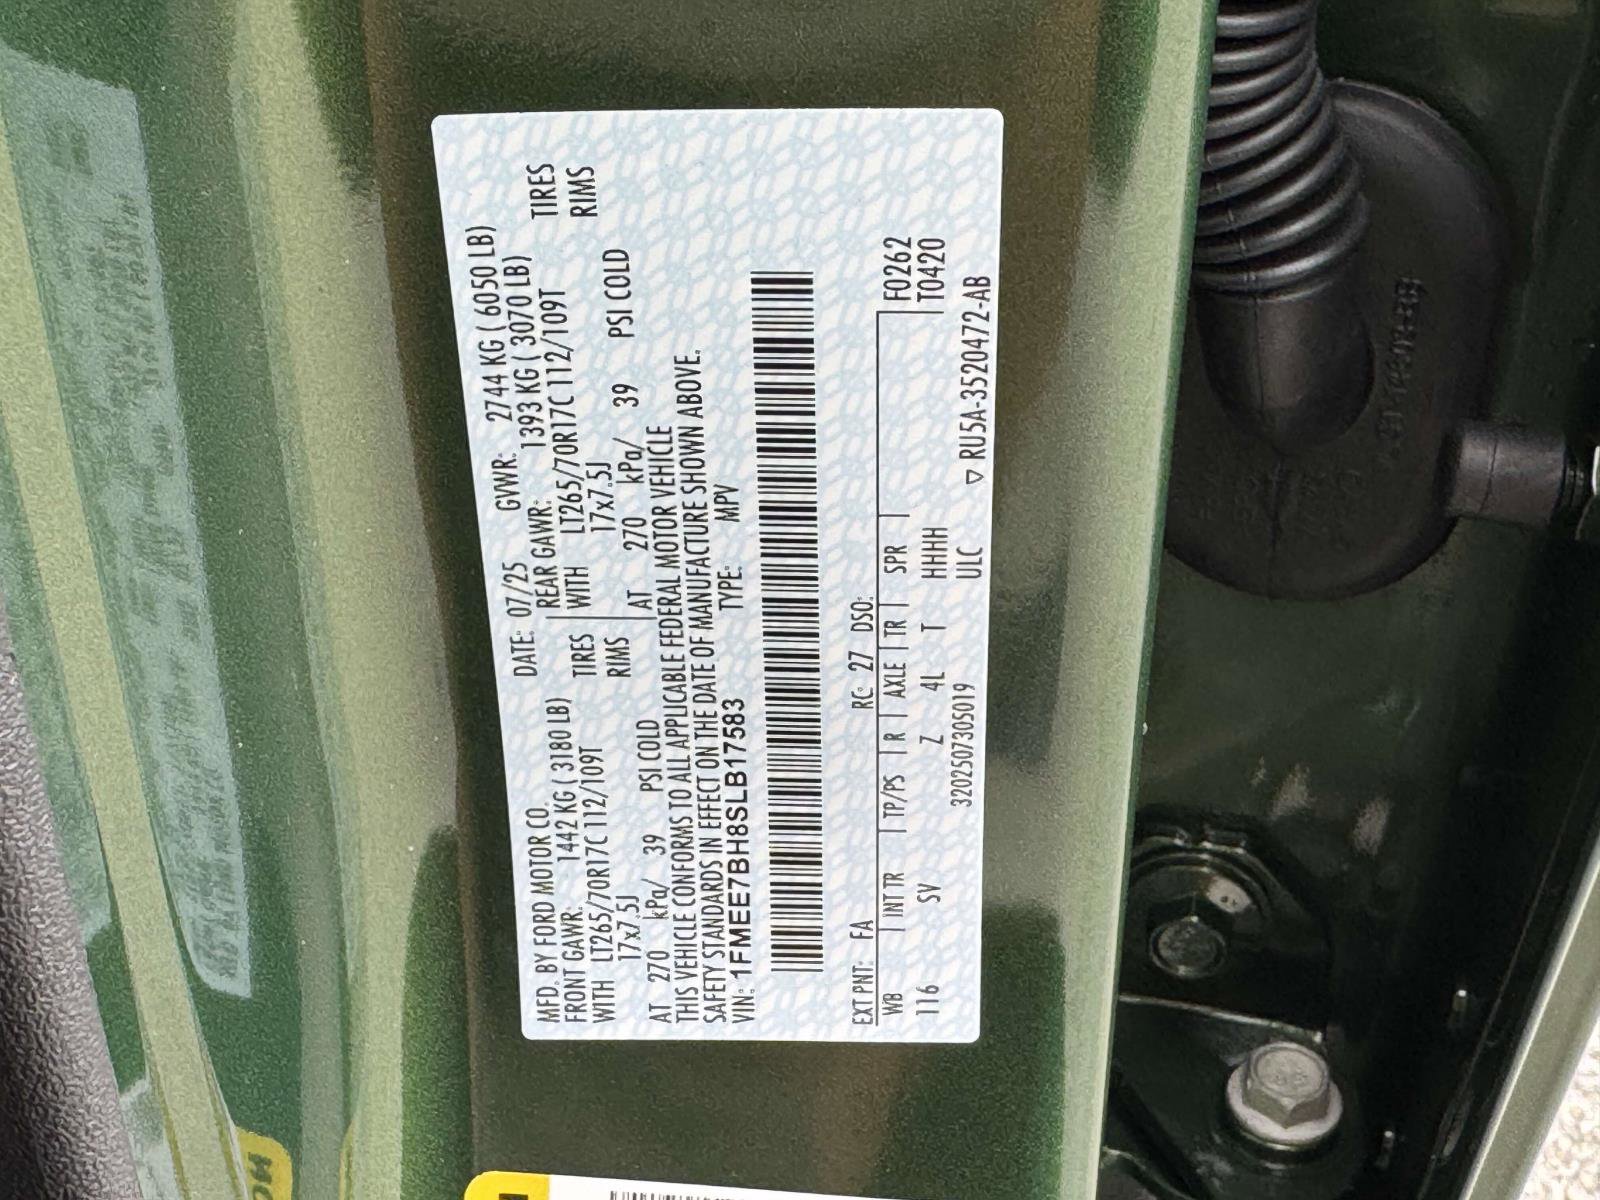 MFD. BY FORD MOTOR CO.
DATE: 07/25 GVWR: 2744 KG ( 6050 LB)
FRONT GAWR: 1442 KG ( 3180 LB)
REAR GAWR: 1393 KG ( 3070 LB)
WITH LT265/70R17C 112/109T TIRES
WITH LT265/70R17C 112/109T TIRES
17x7.5J RIMS
17x7.5J RIMS
AT 270 kPa/ 39 PSI COLD
AT 270 kPa/ 39 PSI COLD
THIS VEHICLE CONFORMS TO ALL APPLICABLE FEDERAL MOTOR VEHICLE
SAFETY STANDARDS IN EFFECT ON THE DATE OF MANUFACTURE SHOWN ABOVE.
VIN: 1FMEE7BH8SLB17583 TYPE: MPV
EXT PNT: FA RC: 27 DSO: F0262
WB INT TR TP/PS R AXLE TR SPR T0420
116 SV Z 4L T HHHH
320250730S019 ULC ▽ RU5A-3520472-AB